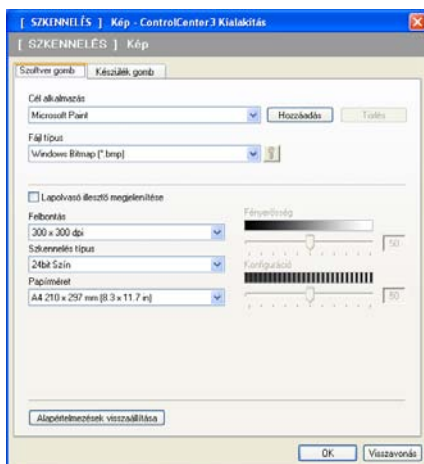 [ SZKENNELÉS ] Kép - ControlCenter3 Kialakítás
[ SZKENNELÉS ] Kép
Szoftver gomb Készülék gomb
Cél alkalmazás
Microsoft Paint Hozzáadás Törlés
Fájl típus
Windows Bitmap (*.bmp)
Lapolvasó illesztő megjelenítése
Felbontás Fényerősség
300 x 300 dpi
50
Szkennelés típus
24bit Szín Konfiguráció
Papírméret
A4 210 x 297 mm (8.3 x 11.7 in) 50
Alapértelmezések visszaállítása
OK Visszavonás